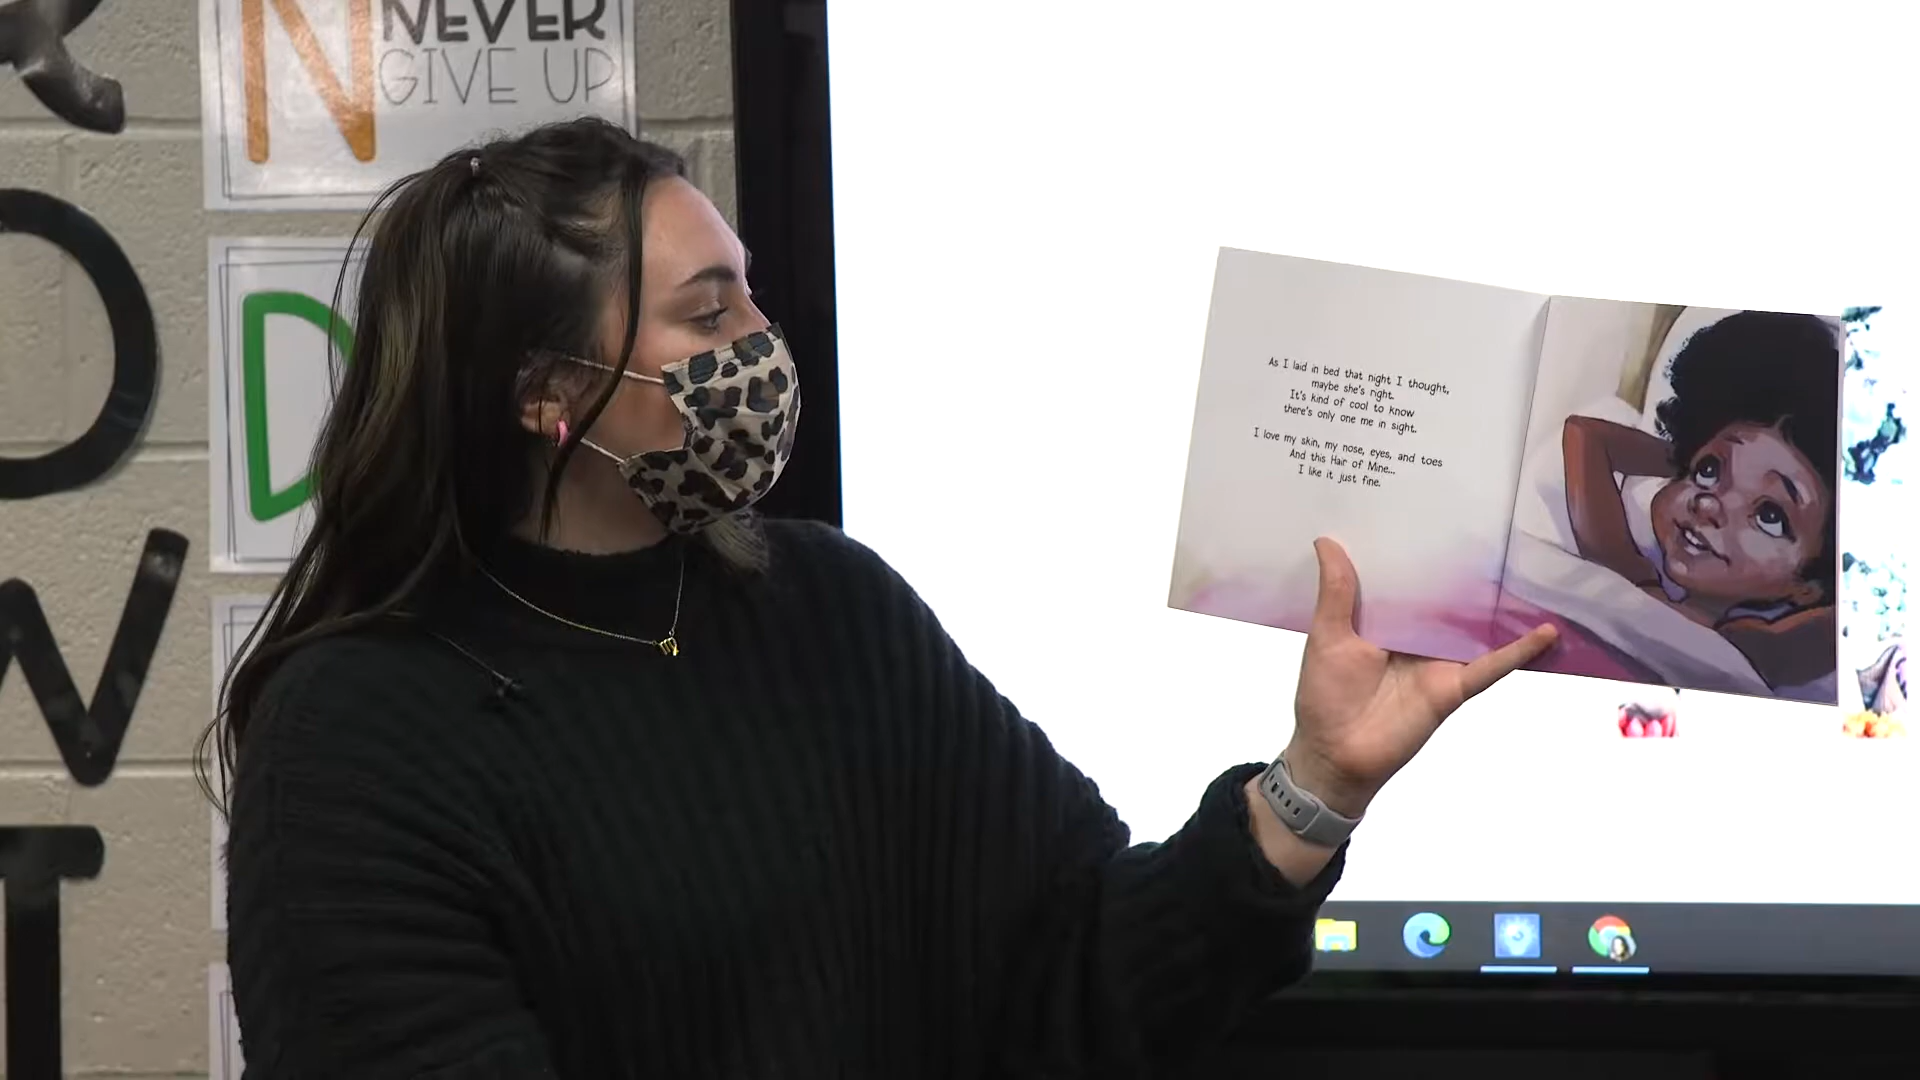 NEVER
GIVE UP
N
D
O
W
T
As I laid in bed that night I thought,
maybe she's right.
It's kind of cool to know
there's only one me in sight.
I love my skin, my nose, eyes, and toes
And this Hair of Mine...
I like it just fine.